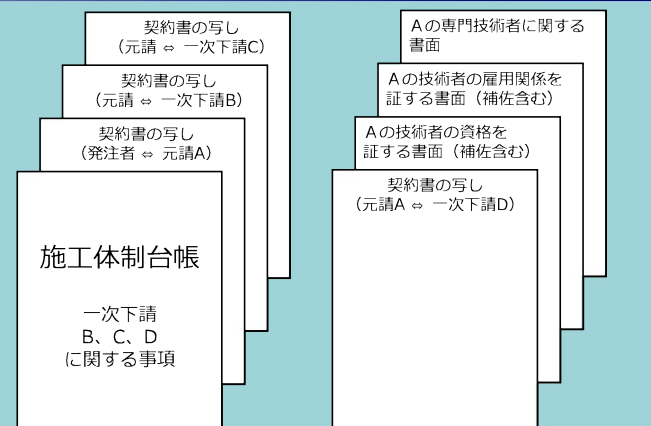 契約書の写し
（元請 ⇔ 一次下請C）
契約書の写し
（元請 ⇔ 一次下請B）
契約書の写し
（発注者 ⇔ 元請A）
施工体制台帳
一次下請
B、C、D
に関する事項
Aの専門技術者に関する
書面
Aの技術者の雇用関係を
証する書面（補佐含む）
Aの技術者の資格を
証する書面（補佐含む）
契約書の写し
（元請A ⇔ 一次下請D）